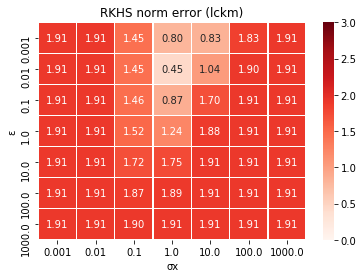 RKHS norm error (lckm)
0.001 1.91 1.91 1.45 0.80 0.83 1.83 1.91
0.01 1.91 1.91 1.45 0.45 1.04 1.90 1.91
0.1 1.91 1.91 1.46 0.87 1.70 1.91 1.91
1.0 1.91 1.91 1.52 1.24 1.88 1.91 1.91
10.0 1.91 1.91 1.72 1.75 1.91 1.91 1.91
100.0 1.91 1.91 1.87 1.89 1.91 1.91 1.91
1000.0 1.91 1.91 1.90 1.91 1.91 1.91 1.91
ε
0.001 0.01 0.1 1.0 10.0 100.0 1000.0
σx
3.0
2.5
2.0
1.5
1.0
0.5
0.0